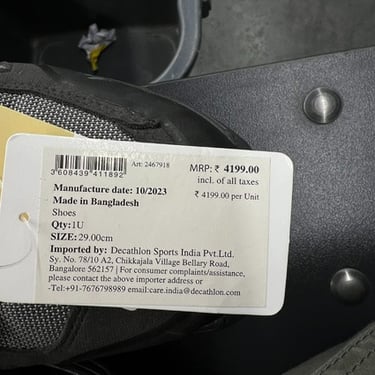 3608439411892
Art: 2467918
MRP: ₹ 4199.00
incl. of all taxes
₹ 4199.00 per Unit
Manufacture date: 10/2023
Made in Bangladesh
Shoes
Qty:1U
SIZE:29.00cm
Imported by: Decathlon Sports India Pvt.Ltd.
Sy. No. 78/10 A2, Chikkajala Village Bellary Road,
Bangalore 562157 | For consumer complaints/assistance,
please contact the above importer address or
-Tel:+91-7676798989 email:care.india@decathlon.com